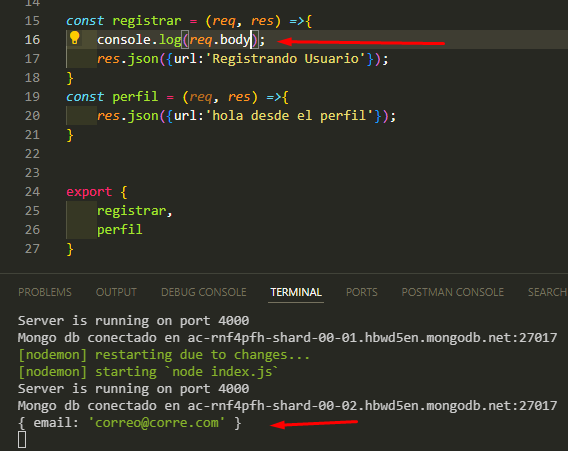 14
15 const registrar = (req, res) =>{
16     console.log(req.body);
17     res.json({url:'Registrando Usuario'});
18 }
19 const perfil = (req, res) =>{
20     res.json({url:'hola desde el perfil'});
21 }
22
23
24 export {
25     registrar,
26     perfil
27 }
PROBLEMS OUTPUT DEBUG CONSOLE TERMINAL PORTS POSTMAN CONSOLE SEARCH
Server is running on port 4000
Mongo db conectado en ac-rnf4pfh-shard-00-01.hbwd5en.mongodb.net:27017
[nodemon] restarting due to changes...
[nodemon] starting `node index.js`
Server is running on port 4000
Mongo db conectado en ac-rnf4pfh-shard-00-02.hbwd5en.mongodb.net:27017
{ email: 'correo@corre.com' }